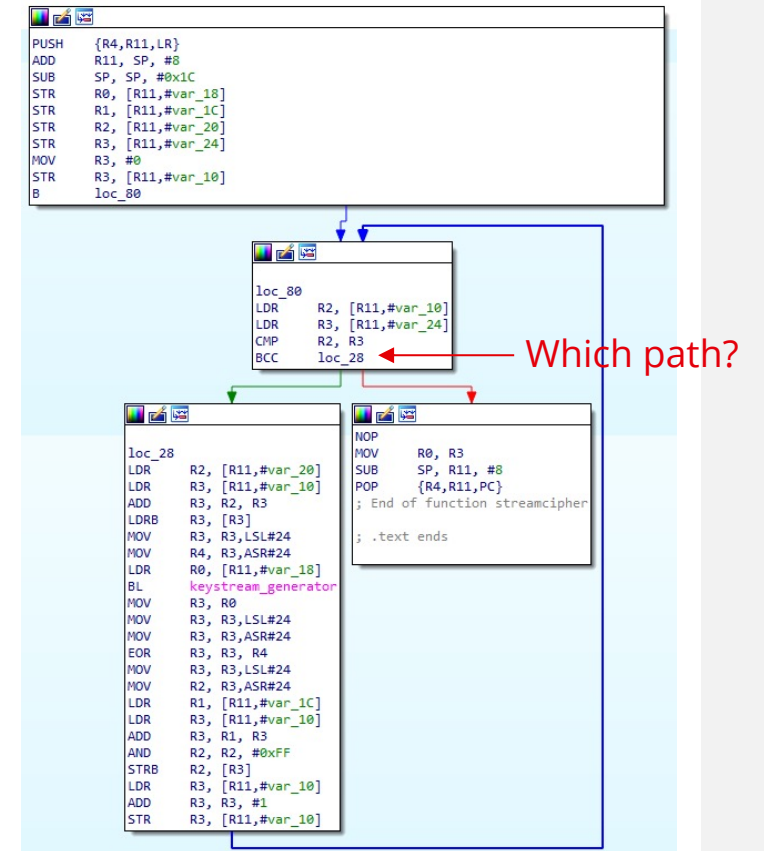 PUSH {R4,R11,LR}
ADD R11, SP, #8
SUB SP, SP, #0x1C
STR R0, [R11,#var_18]
STR R1, [R11,#var_1C]
STR R2, [R11,#var_20]
STR R3, [R11,#var_24]
MOV R3, #0
STR R3, [R11,#var_10]
B loc_80
loc_80
LDR R2, [R11,#var_10]
LDR R3, [R11,#var_24]
CMP R2, R3
BCC loc_28
Which path?
loc_28
LDR R2, [R11,#var_20]
LDR R3, [R11,#var_10]
ADD R3, R2, R3
LDRB R3, [R3]
MOV R3, R3,LSL#24
MOV R4, R3,ASR#24
LDR R0, [R11,#var_18]
BL keystream_generator
MOV R3, R0
MOV R3, R3,LSL#24
MOV R3, R3,ASR#24
EOR R3, R3, R4
MOV R3, R3,LSL#24
MOV R2, R3,ASR#24
LDR R1, [R11,#var_1C]
LDR R3, [R11,#var_10]
ADD R3, R1, R3
AND R2, R2, #0xFF
STRB R2, [R3]
LDR R3, [R11,#var_10]
ADD R3, R3, #1
STR R3, [R11,#var_10]
NOP
MOV R0, R3
SUB SP, R11, #8
POP {R4,R11,PC}
; End of function streamcipher
; .text ends